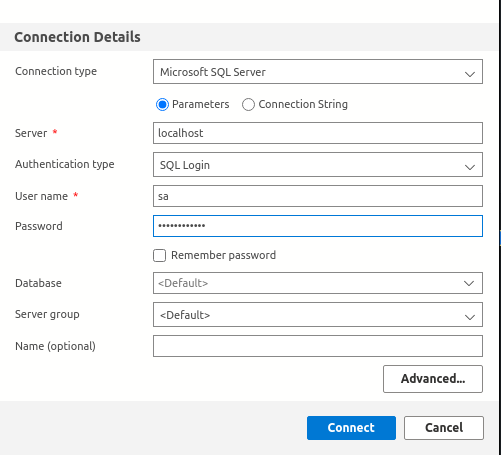 Connection Details
Connection type Microsoft SQL Server
Parameters Connection String
Server * localhost
Authentication type SQL Login
User name * sa
Password ••••••••••••
Remember password
Database <Default>
Server group <Default>
Name (optional)
Advanced...
Connect Cancel